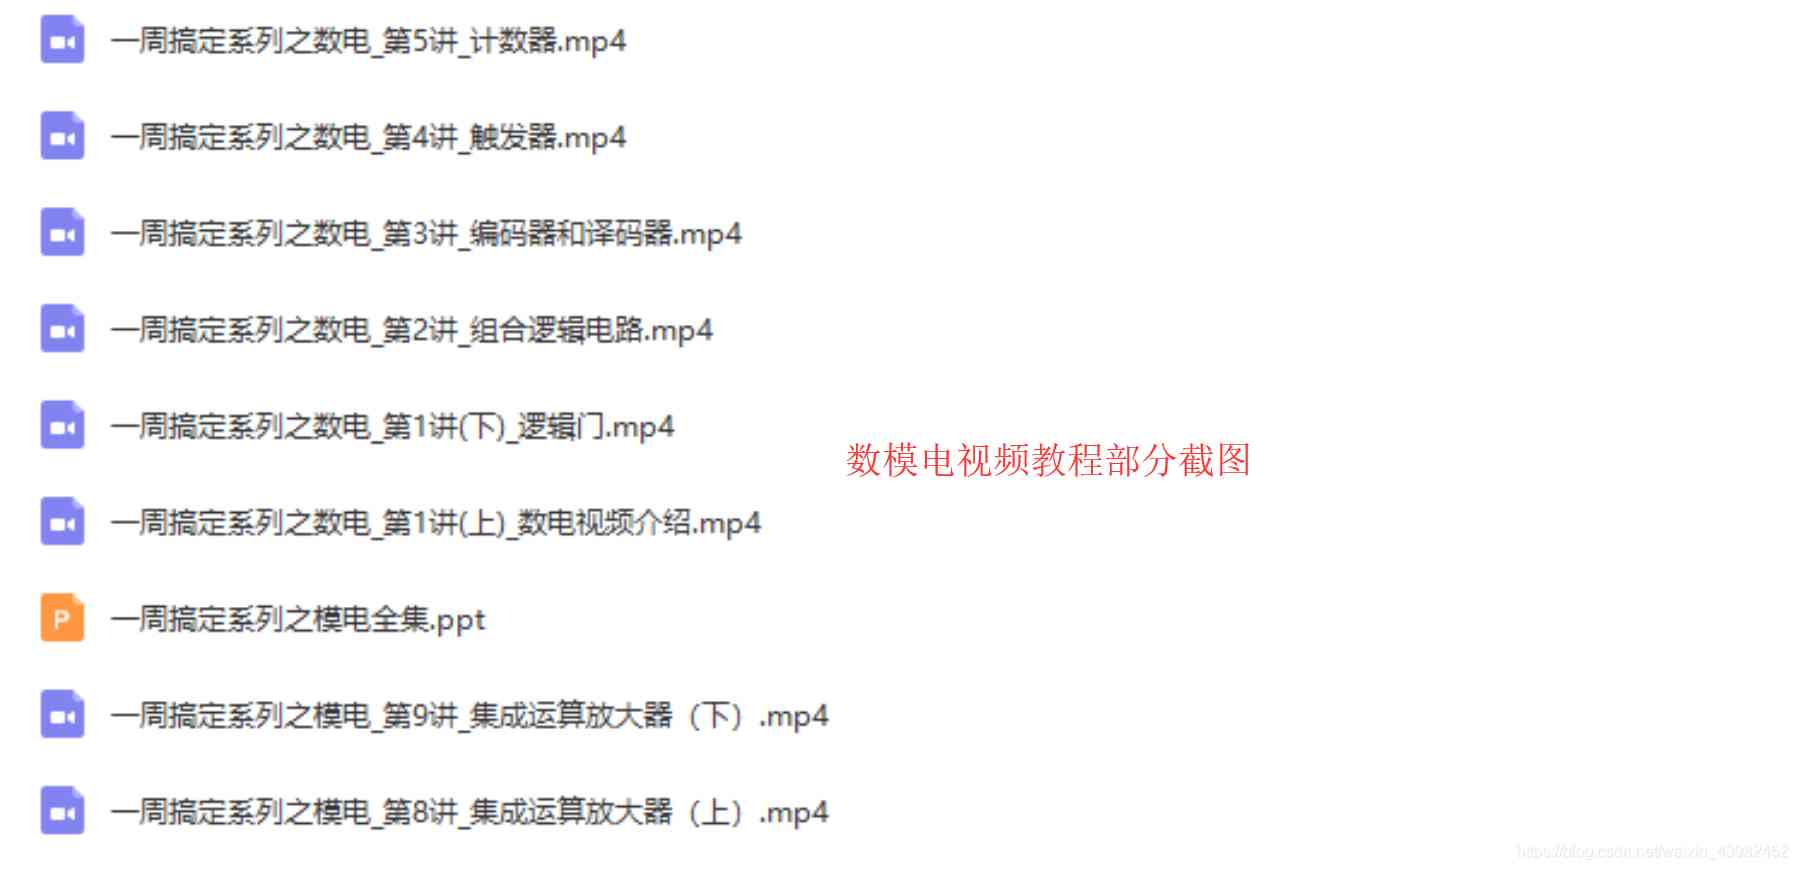 一周搞定系列之数电_第5讲_计数器.mp4
一周搞定系列之数电_第4讲_触发器.mp4
一周搞定系列之数电_第3讲_编码器和译码器.mp4
一周搞定系列之数电_第2讲_组合逻辑电路.mp4
一周搞定系列之数电_第1讲(下)_逻辑门.mp4
数模电视频教程部分截图
一周搞定系列之数电_第1讲(上)_数电视频介绍.mp4
P 一周搞定系列之模电全集.ppt
一周搞定系列之模电_第9讲_集成运算放大器（下）.mp4
一周搞定系列之模电_第8讲_集成运算放大器（上）.mp4
https://blog.csdn.net/weixin_43082452